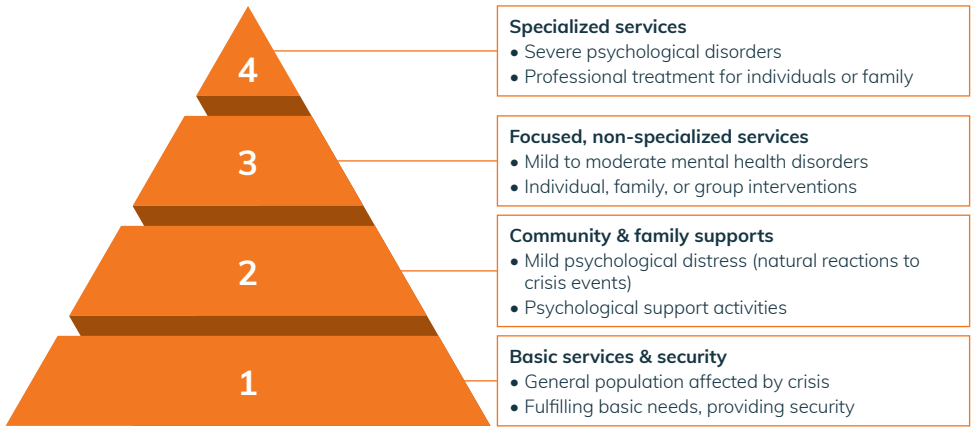 4
Specialized services
• Severe psychological disorders
• Professional treatment for individuals or family
3
Focused, non-specialized services
• Mild to moderate mental health disorders
• Individual, family, or group interventions
2
Community & family supports
• Mild psychological distress (natural reactions to
crisis events)
• Psychological support activities
1
Basic services & security
• General population affected by crisis
• Fulfilling basic needs, providing security